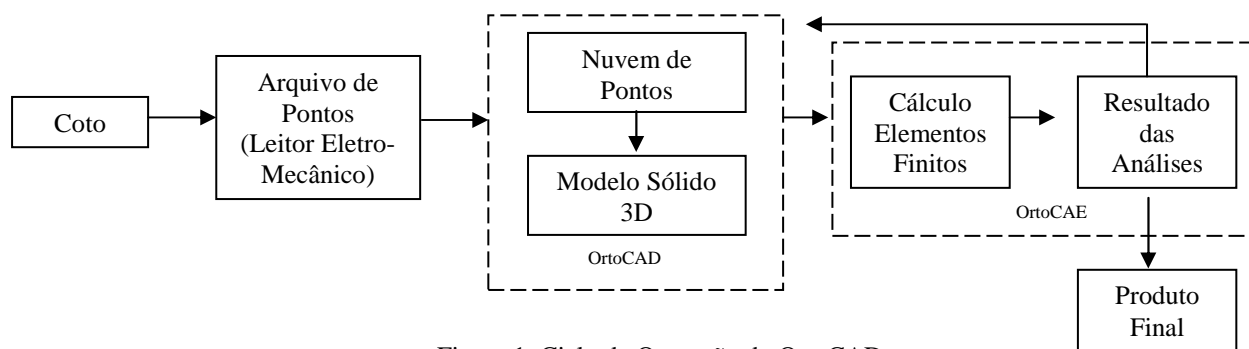 Coto
Arquivo de
Pontos
(Leitor Eletro-
Mecânico)
Nuvem de
Pontos
Modelo Sólido
3D
OrtoCAD
Cálculo
Elementos
Finitos
Resultado
das
Análises
OrtoCAE
Produto
Final